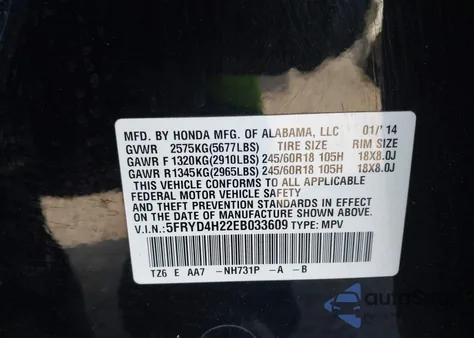 MFD. BY HONDA MFG. OF ALABAMA, LLC 01/'14
GVWR 2575KG(5677LBS) TIRE SIZE RIM SIZE
GAWR F 1320KG(2910LBS) 245/60R18 105H 18X8.0J
GAWR R 1345KG(2965LBS) 245/60R18 105H 18X8.0J
THIS VEHICLE CONFORMS TO ALL APPLICABLE
FEDERAL MOTOR VEHICLE SAFETY
AND THEFT PREVENTION STANDARDS IN EFFECT ON
THE DATE OF MANUFACTURE SHOWN ABOVE.
V.I.N.: 5FRYD4H22EB033609 TYPE: MPV
TZ6 E AA7 -NH731P -A -B